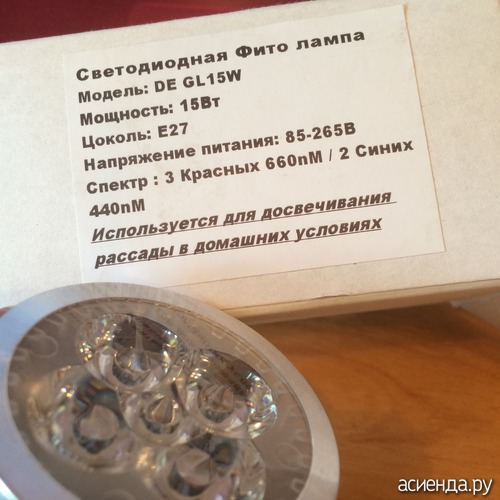 Светодиодная Фито лампа
Модель: DE GL15W
Мощность: 15Вт
Цоколь: E27
Напряжение питания: 85-265В
Спектр : 3 Красных 660nM / 2 Синих
440nM
Используется для досвечивания
рассады в домашних условиях
асиенда.ру